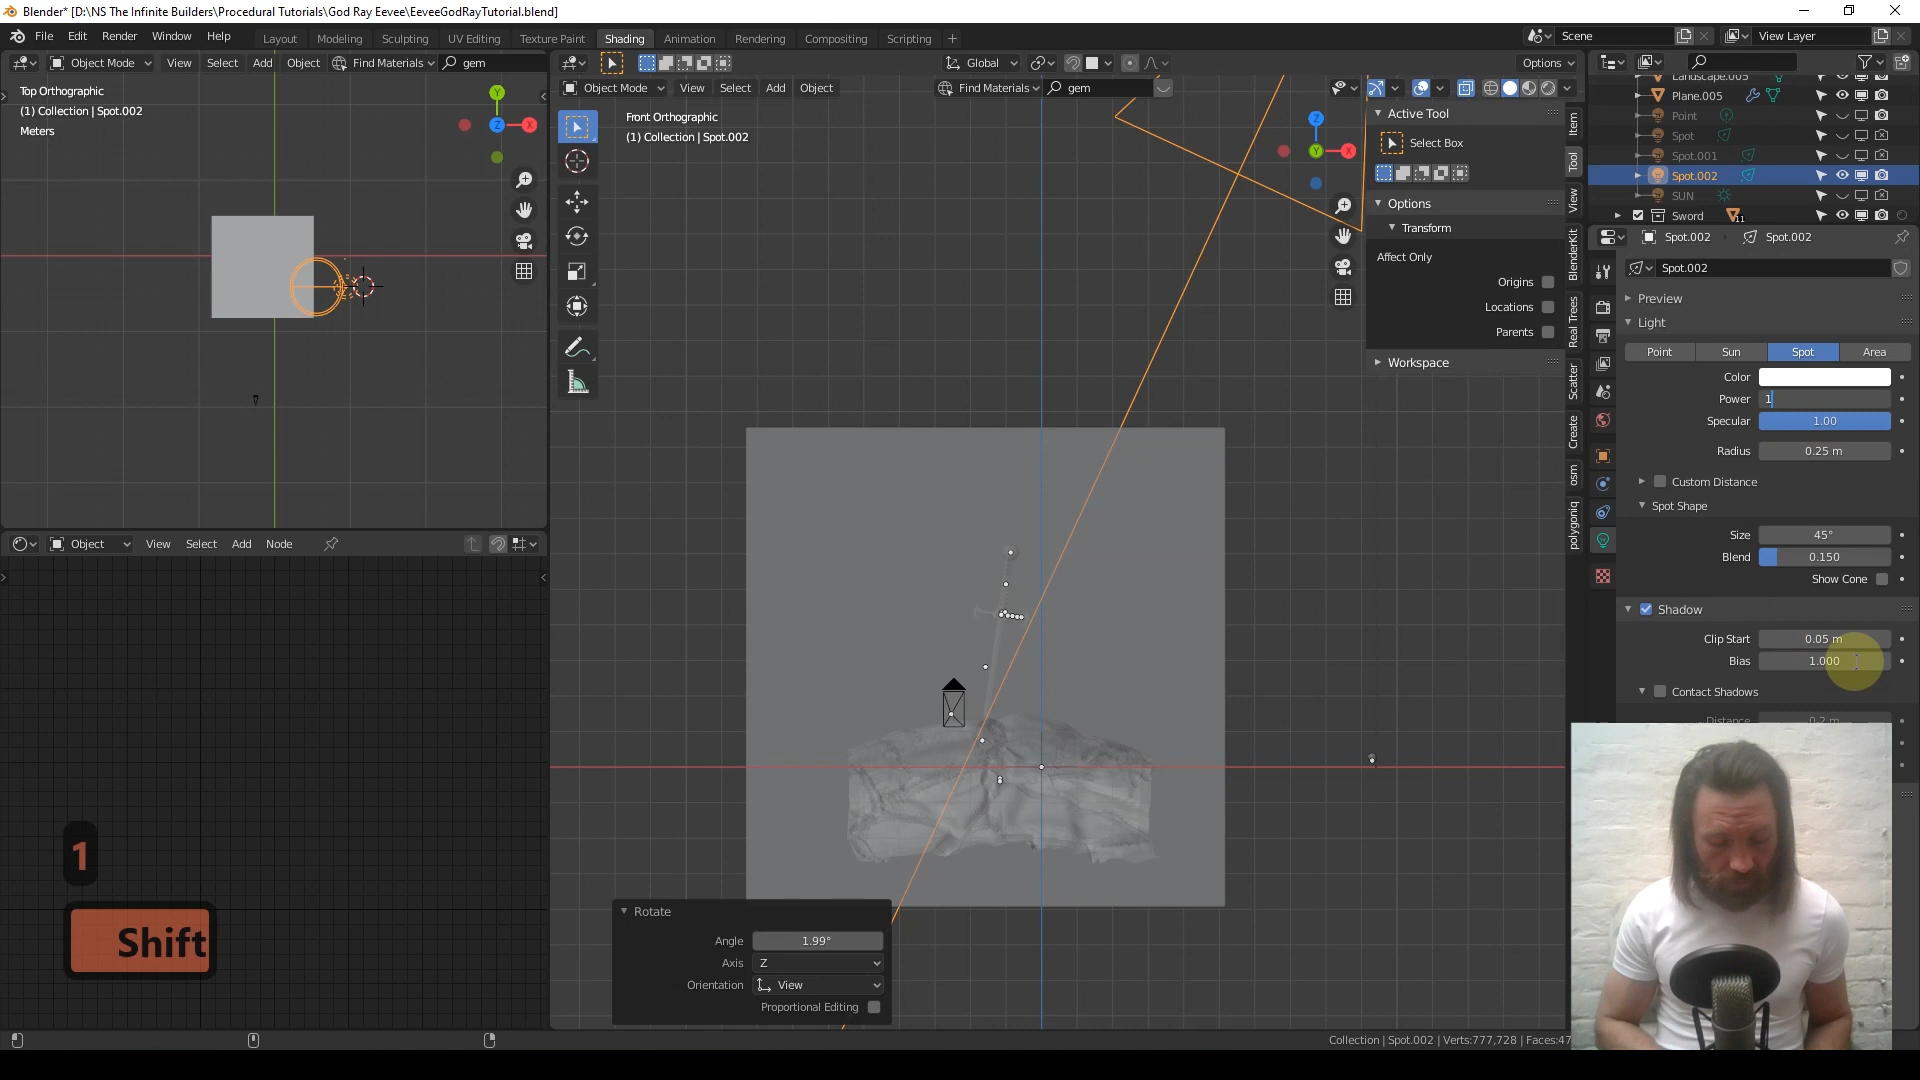 Blender* [D:\NS The Infinite Builders\Procedural Tutorials\God Ray Eevee\EeveeGodRayTutorial.blend]
File Edit Render Window Help Layout Modeling Sculpting UV Editing Texture Paint Shading Animation Rendering Compositing Scripting + Scene View Layer
Object Mode View Select Add Object Find Materials gem
Global Options
Object Mode View Select Add Object Find Materials gem
Top Orthographic
(1) Collection | Spot.002
Meters
Front Orthographic
(1) Collection | Spot.002
X
Y
Z
X
Y
Z
Active Tool
Select Box
Options
Transform
Affect Only
Origins
Locations
Parents
Workspace
Item
Tool
View
BlenderKit
Real Trees
Scatter
Create
osm
polygoniq
Landscape.005
Plane.005
Point
Spot
Spot.001
Spot.002
SUN
Sword 11
Spot.002 Spot.002
Spot.002
Preview
Light
Point Sun Spot Area
Color
Power 1
Specular 1.00
Radius 0.25 m
Custom Distance
Spot Shape
Size 45°
Blend 0.150
Show Cone
Shadow
Clip Start 0.05 m
Bias 1.000
Contact Shadows
Distance 0.2 m
Object View Select Add Node
1
Shift
Rotate
Angle 1.99°
Axis Z
Orientation View
Proportional Editing
Collection | Spot.002 | Verts:777,728 | Faces:47